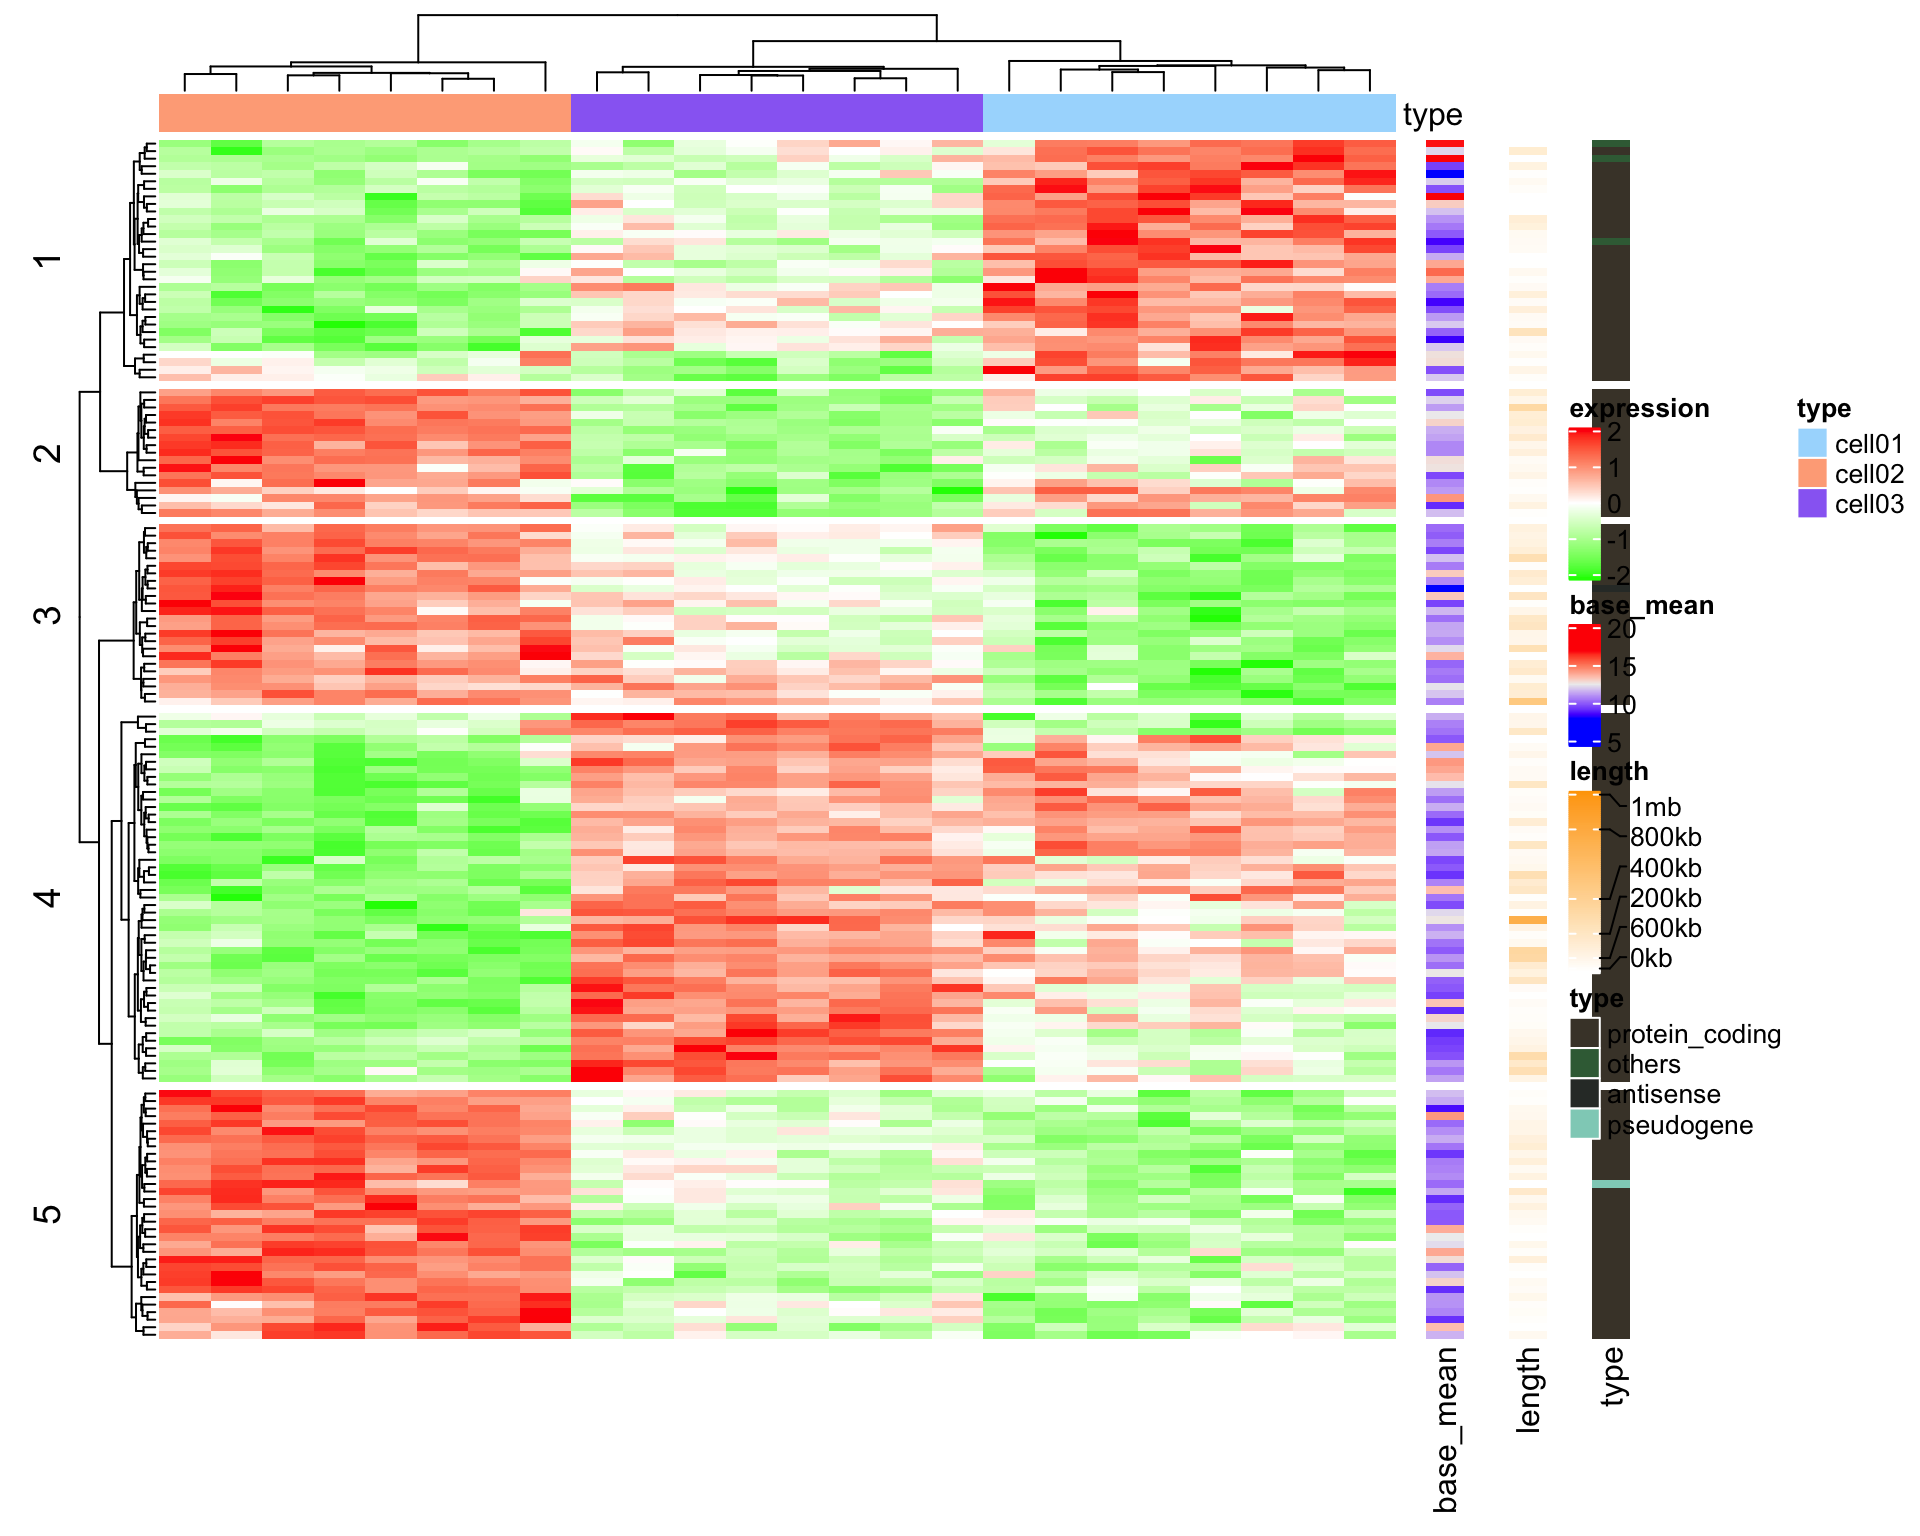 type
1
2
3
4
5
expression
2
1
0
-1
-2
base_mean
20
15
10
5
length
1mb
800kb
400kb
200kb
600kb
0kb
type
protein_coding
others
antisense
pseudogene
type
cell01
cell02
cell03
base_mean
length
type